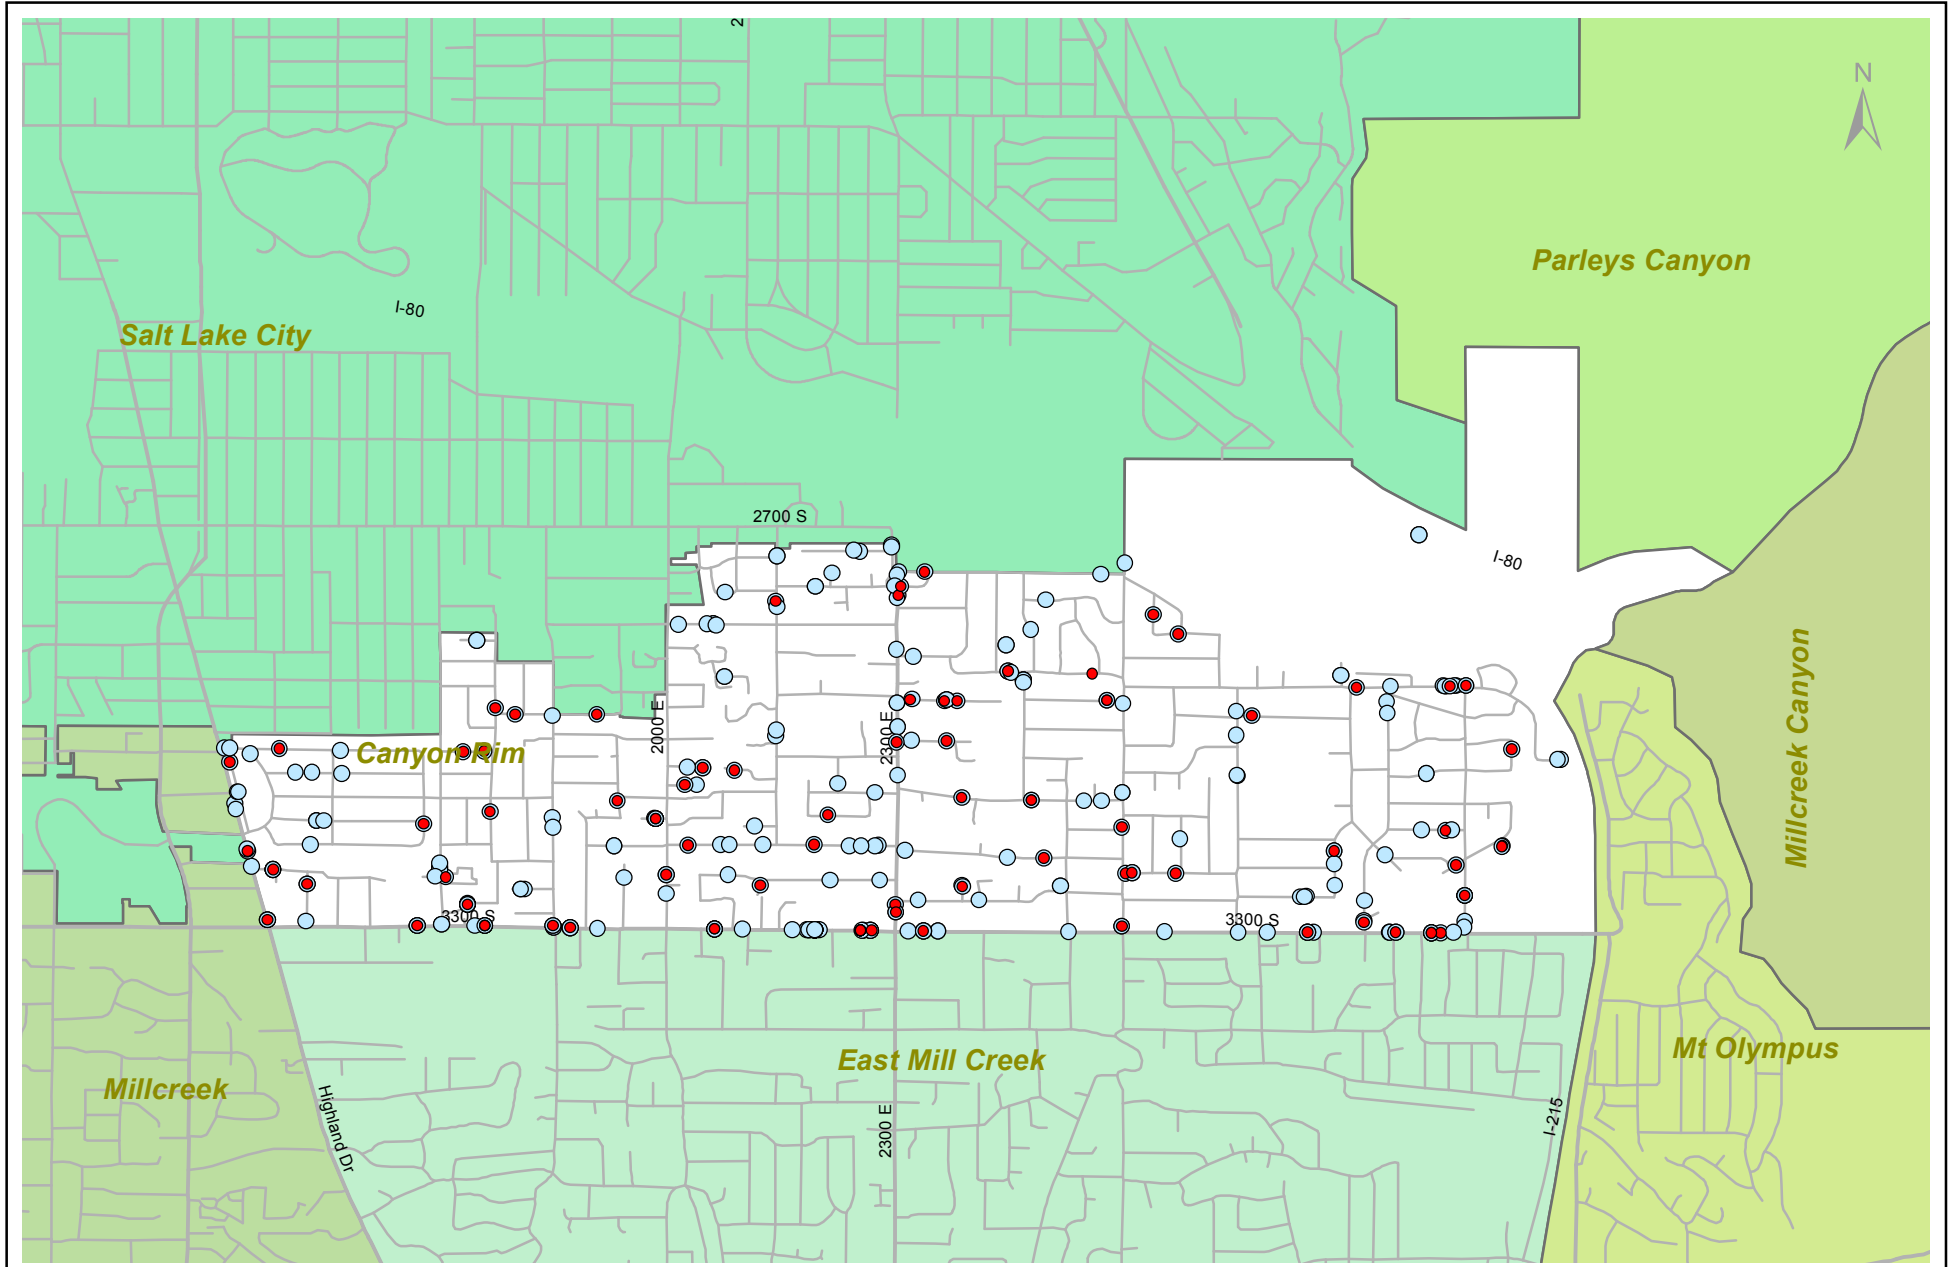 2
N
Parleys Canyon
I-80
Salt Lake City
2700 S
I-80
2000 E
2300 E
Canyon Rim
Millcreek Canyon
3300 S
3300 S
East Mill Creek
Mt Olympus
Millcreek
Highland Dr
2300 E
I-215